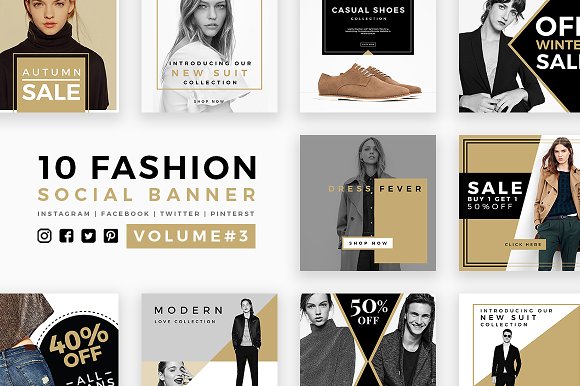 AUTUMN
SALE
INTRODUCING OUR
NEW SUIT
COLLECTION
SHOP NOW
CASUAL SHOES
COLLECTION
OFF
WINTER
SALE
10 FASHION
SOCIAL BANNER
INSTAGRAM | FACEBOOK | TWITTER | PINTERST
VOLUME#3
DRESS FEVER
SHOP NOW
SALE
BUY 1 GET 1
50%OFF
CLICK HERE
40%
OFF
ALL
MODERN
LOVE COLLECTION
50%
OFF
INTRODUCING OUR
NEW SUIT
COLLECTION